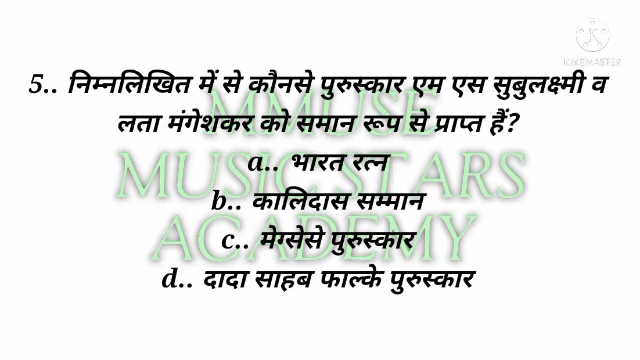 KINEMASTER
5.. निम्नलिखित में से कौनसे पुरुस्कार एम एस सुबुलक्ष्मी व
लता मंगेशकर को समान रूप से प्राप्त हैं?
a.. भारत रत्न
b.. कालिदास सम्मान
c.. मेग्सेसे पुरुस्कार
d.. दादा साहब फाल्के पुरुस्कार
MMUSE
MUSIC STARS
ACADEMY